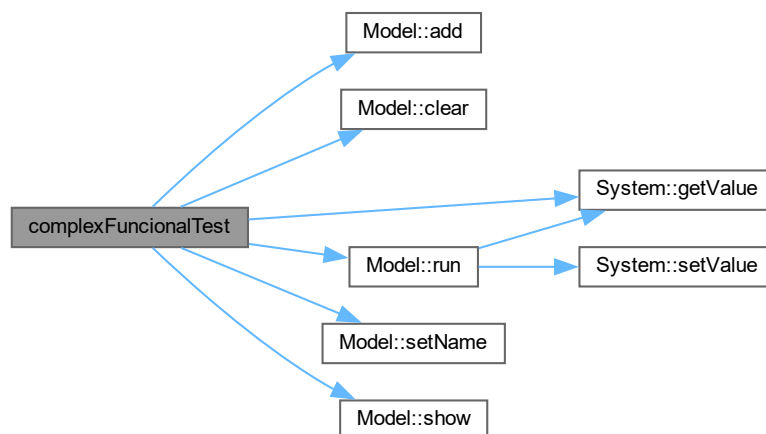 Model::add
Model::clear
System::getValue
complexFuncionalTest
Model::run
System::setValue
Model::setName
Model::show